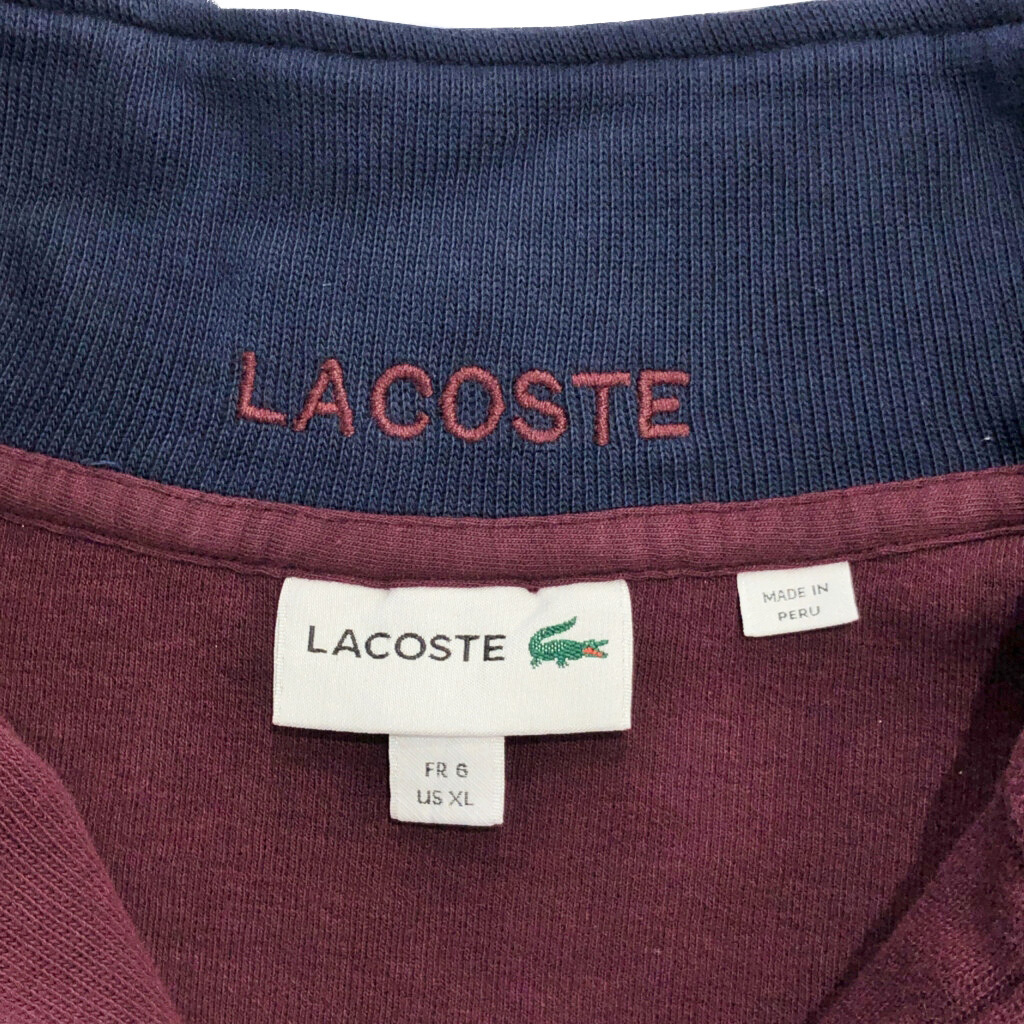 LACOSTE
LACOSTE
MADE IN
PERU
FR 6
US XL